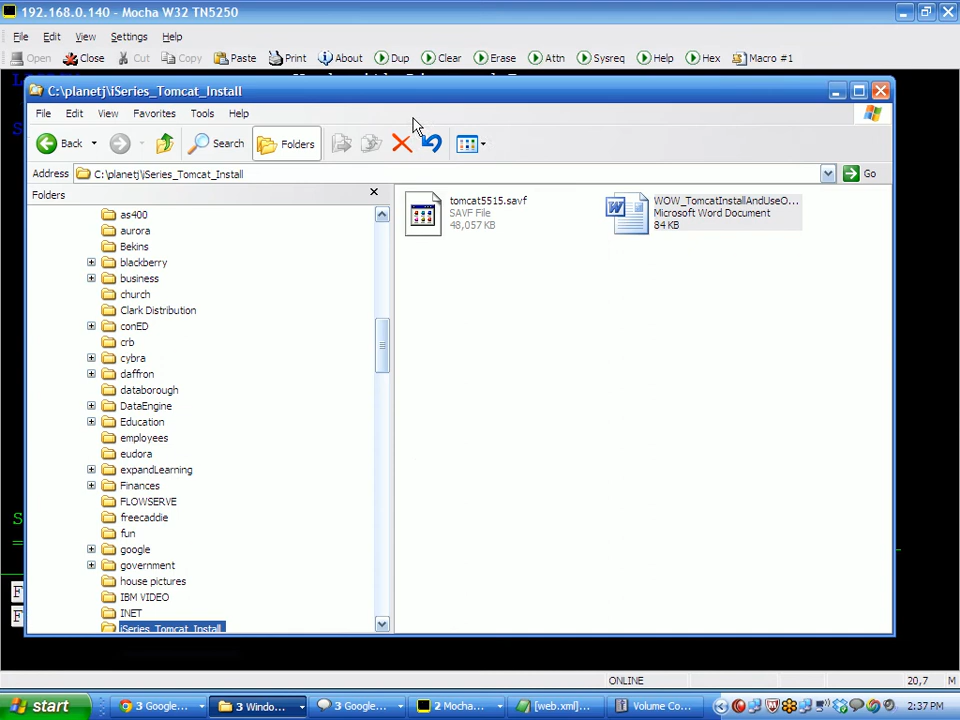 192.168.0.140 - Mocha W32 TN5250
File Edit View Settings Help
Open Close Cut Copy Paste Print About Dup Clear Erase Attn Sysreq Help Hex Macro #1
C:\planetj\iSeries_Tomcat_Install
File Edit View Favorites Tools Help
Back Search Folders
Address C:\planetj\iSeries_Tomcat_Install Go
Folders
as400
aurora
Bekins
blackberry
business
church
Clark Distribution
conED
crb
cybra
daffron
databorough
DataEngine
Education
employees
eudora
expandLearning
Finances
FLOWSERVE
freecaddie
fun
google
government
house pictures
IBM VIDEO
INET
iSeries_Tomcat_Install
tomcat5515.savf
SAVF File
48,057 KB
WOW_TomcatInstallAndUseO...
Microsoft Word Document
84 KB
ONLINE 20,7 M
start 3 Google... 3 Windo... 3 Google... 2 Mocha... [web.xml]... Volume Co... 2:37 PM